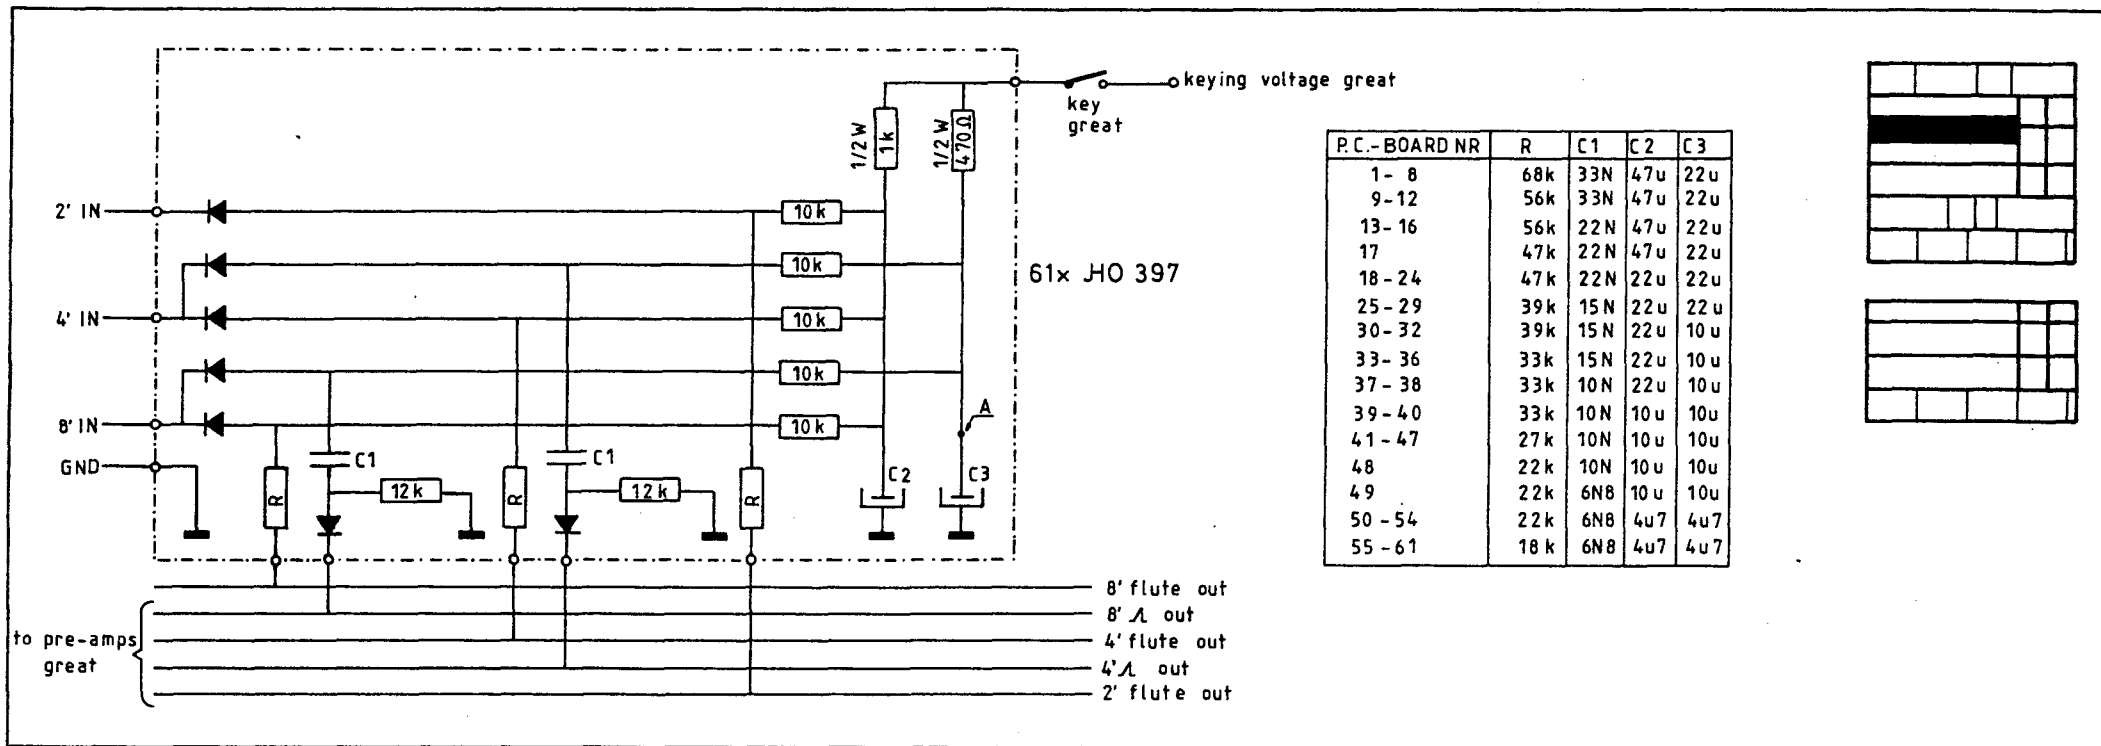 keying voltage great
key
great
1/2 W
1k
1/2 W
470Ω
2' IN
10k
10k
4' IN
10k
10k
8' IN
10k
A
GND
C1
C1
C2
C3
R
12k
R
12k
R
61x JHO 397
8' flute out
8' out
4' flute out
4' out
2' flute out
to pre-amps
great
P.C.-BOARD NR R C1 C2 C3
1- 8 68k 33N 47u 22u
9-12 56k 33N 47u 22u
13-16 56k 22N 47u 22u
17 47k 22N 47u 22u
18-24 47k 22N 22u 22u
25-29 39k 15N 22u 22u
30-32 39k 15N 22u 10u
33-36 33k 15N 22u 10u
37-38 33k 10N 22u 10u
39-40 33k 10N 10u 10u
41-47 27k 10N 10u 10u
48 22k 10N 10u 10u
49 22k 6N8 10u 10u
50-54 22k 6N8 4u7 4u7
55-61 18k 6N8 4u7 4u7